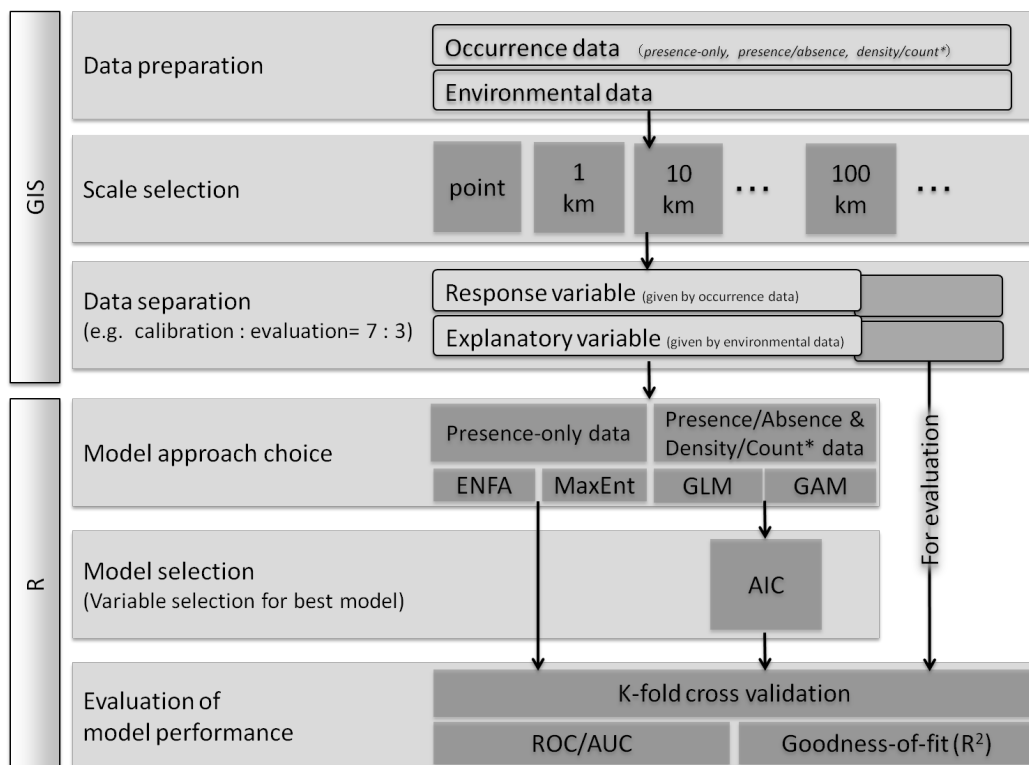 GIS
Data preparation
Occurrence data (presence-only, presence/absence, density/count*)
Environmental data
Scale selection
point
1
km
10
km
...
100
km
...
Data separation
(e.g. calibration : evaluation= 7 : 3)
Response variable (given by occurrence data)
Explanatory variable (given by environmental data)
R
Model approach choice
Presence-only data
Presence/Absence &
Density/Count* data
ENFA
MaxEnt
GLM
GAM
For evaluation
Model selection
(Variable selection for best model)
AIC
Evaluation of
model performance
K-fold cross validation
ROC/AUC
Goodness-of-fit (R²)